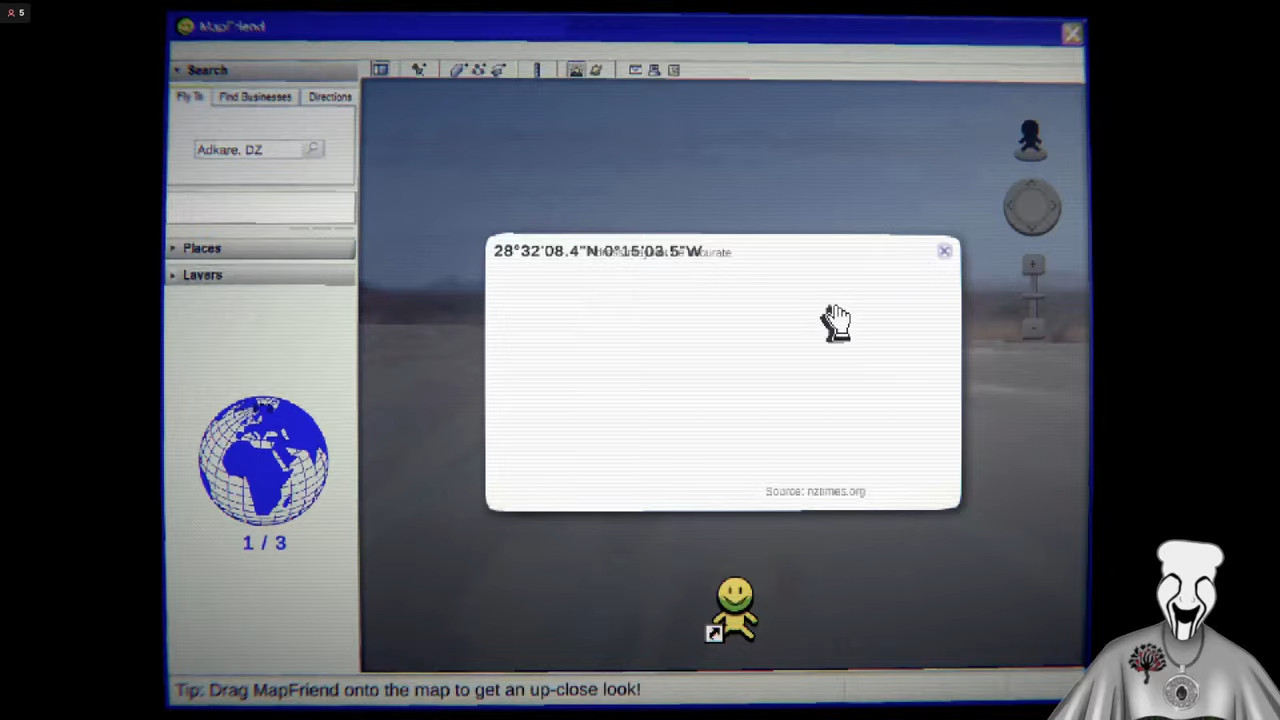 5
MapFriend
Search
Fly To
Find Businesses
Directions
Adkare, DZ
Places
Layers
1 / 3
28°32'08.4"N 0°15'03.5"W
Source: nztimes.org
Tip: Drag MapFriend onto the map to get an up-close look!